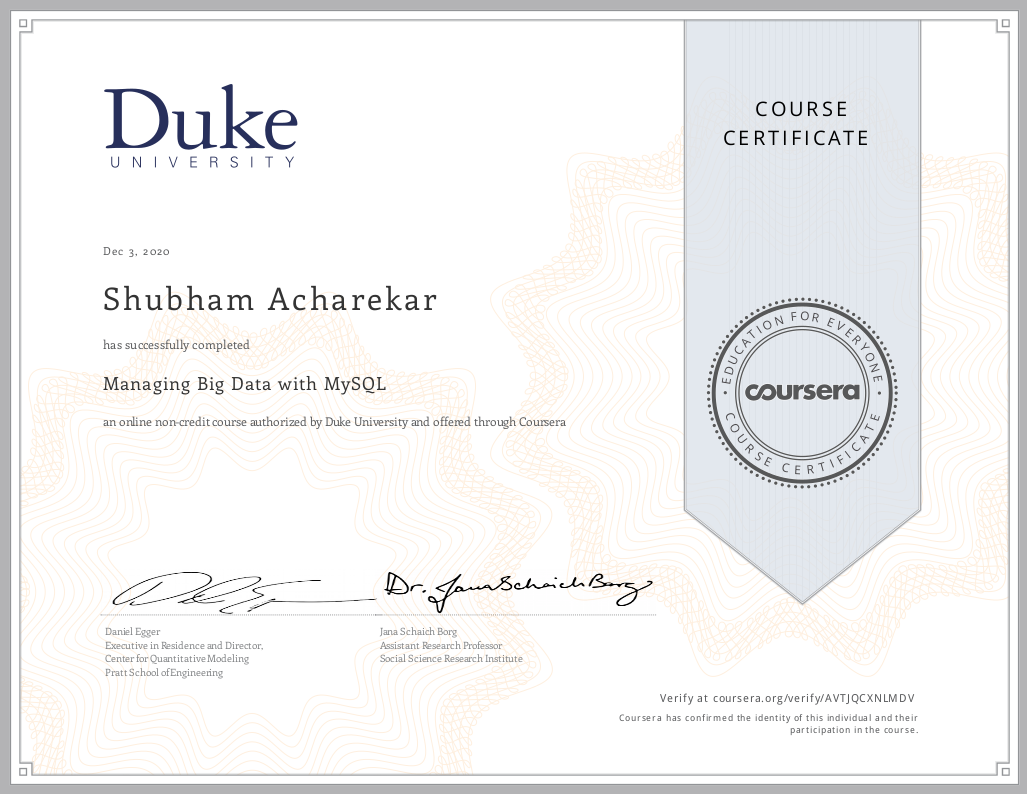 Duke
UNIVERSITY
COURSE
CERTIFICATE
Dec 3, 2020
Shubham Acharekar
has successfully completed
Managing Big Data with MySQL
an online non-credit course authorized by Duke University and offered through Coursera
EDUCATION FOR EVERYONE
coursera
COURSE CERTIFICATE
Dr. Jana Schaich Borg
Daniel Egger
Executive in Residence and Director,
Center for Quantitative Modeling
Pratt School of Engineering
Jana Schaich Borg
Assistant Research Professor
Social Science Research Institute
Verify at coursera.org/verify/AVTJQCXNLMDV
Coursera has confirmed the identity of this individual and their
participation in the course.